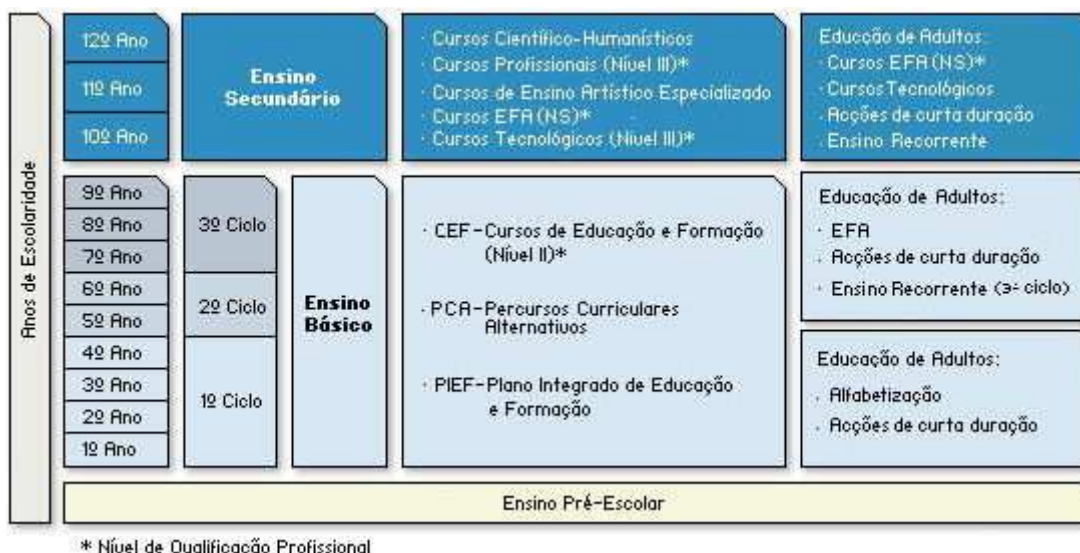 Anos de Escolaridade
12º Ano
11º Ano
10º Ano
Ensino
Secundário
· Cursos Científico-Humanísticos
· Cursos Profissionais (Nível III)*
· Cursos de Ensino Artístico Especializado
· Cursos EFA (NS)*
· Cursos Tecnológicos (Nível III)*
Educção de Adultos:
· Cursos EFA (NS)*
· Cursos Tecnológicos
· Acções de curta duração
· Ensino Recorrente
9º Ano
8º Ano
7º Ano
6º Ano
5º Ano
4º Ano
3º Ano
2º Ano
1º Ano
3º Ciclo
2º Ciclo
1º Ciclo
Ensino
Básico
· CEF-Cursos de Educação e Formação
(Nível II)*
· PCA-Percursos Curriculares
Alternativos
· PIEF-Plano Integrado de Educação
e Formação
Educação de Adultos:
· EFA
· Acções de curta duração
· Ensino Recorrente (3º ciclo)
Educação de Adultos:
· Alfabetização
· Acções de curta duração
Ensino Pré-Escolar
* Nível de Qualificação Profissional